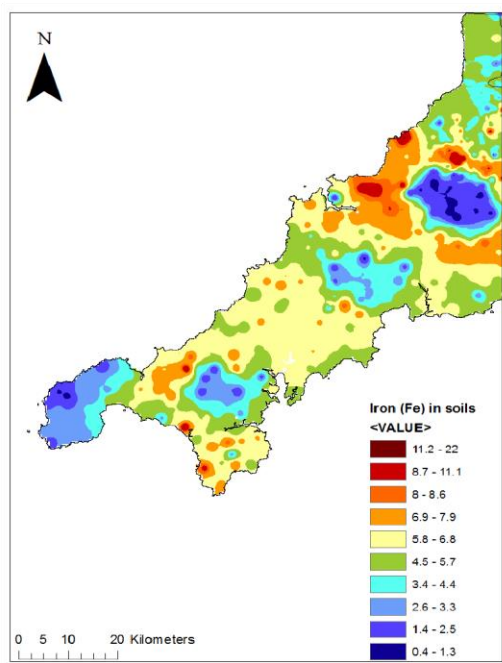 N
Iron (Fe) in soils
<VALUE>
11.2 - 22
8.7 - 11.1
8 - 8.6
6.9 - 7.9
5.8 - 6.8
4.5 - 5.7
3.4 - 4.4
2.6 - 3.3
1.4 - 2.5
0.4 - 1.3
0 5 10 20 Kilometers